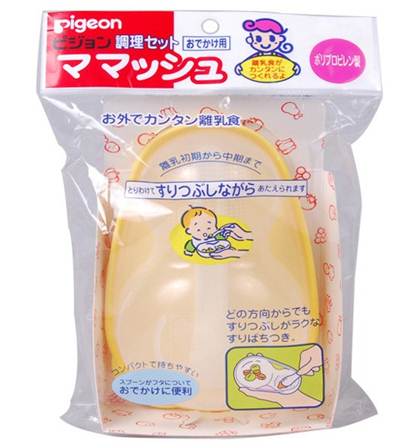 pigeon
ピジョン 調理セット おでかけ用
ママッシュ
離乳食が
カンタンに
つくれるよ
ポリプロピレン製
お外でカンタン離乳食
離乳初期から中期まで
とりわけて すりつぶしながら あたえられます
どの方向からでも
すりつぶしがラクな
すりばちつき。
コンパクトで持ちやすい
スプーンがフタについて
おでかけに便利